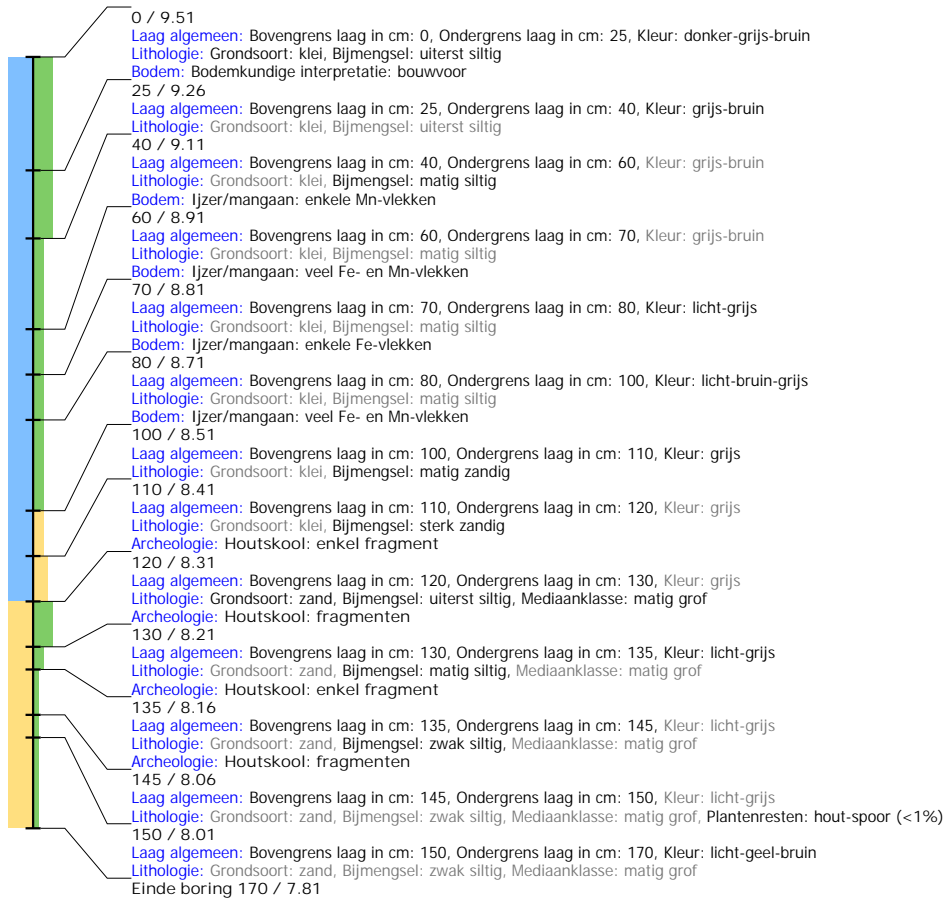 0 / 9.51
Laag algemeen: Bovengrens laag in cm: 0, Ondergrens laag in cm: 25, Kleur: donker-grijs-bruin
Lithologie: Grondsoort: klei, Bijmengsel: uiterst siltig
Bodem: Bodemkundige interpretatie: bouwvoor
25 / 9.26
Laag algemeen: Bovengrens laag in cm: 25, Ondergrens laag in cm: 40, Kleur: grijs-bruin
Lithologie: Grondsoort: klei, Bijmengsel: uiterst siltig
40 / 9.11
Laag algemeen: Bovengrens laag in cm: 40, Ondergrens laag in cm: 60, Kleur: grijs-bruin
Lithologie: Grondsoort: klei, Bijmengsel: matig siltig
Bodem: Ijzer/mangaan: enkele Mn-vlekken
60 / 8.91
Laag algemeen: Bovengrens laag in cm: 60, Ondergrens laag in cm: 70, Kleur: grijs-bruin
Lithologie: Grondsoort: klei, Bijmengsel: matig siltig
Bodem: Ijzer/mangaan: veel Fe- en Mn-vlekken
70 / 8.81
Laag algemeen: Bovengrens laag in cm: 70, Ondergrens laag in cm: 80, Kleur: licht-grijs
Lithologie: Grondsoort: klei, Bijmengsel: matig siltig
Bodem: Ijzer/mangaan: enkele Fe-vlekken
80 / 8.71
Laag algemeen: Bovengrens laag in cm: 80, Ondergrens laag in cm: 100, Kleur: licht-bruin-grijs
Lithologie: Grondsoort: klei, Bijmengsel: matig siltig
Bodem: Ijzer/mangaan: veel Fe- en Mn-vlekken
100 / 8.51
Laag algemeen: Bovengrens laag in cm: 100, Ondergrens laag in cm: 110, Kleur: grijs
Lithologie: Grondsoort: klei, Bijmengsel: matig zandig
110 / 8.41
Laag algemeen: Bovengrens laag in cm: 110, Ondergrens laag in cm: 120, Kleur: grijs
Lithologie: Grondsoort: klei, Bijmengsel: sterk zandig
Archeologie: Houtskool: enkel fragment
120 / 8.31
Laag algemeen: Bovengrens laag in cm: 120, Ondergrens laag in cm: 130, Kleur: grijs
Lithologie: Grondsoort: zand, Bijmengsel: uiterst siltig, Mediaanklasse: matig grof
Archeologie: Houtskool: fragmenten
130 / 8.21
Laag algemeen: Bovengrens laag in cm: 130, Ondergrens laag in cm: 135, Kleur: licht-grijs
Lithologie: Grondsoort: zand, Bijmengsel: matig siltig, Mediaanklasse: matig grof
Archeologie: Houtskool: enkel fragment
135 / 8.16
Laag algemeen: Bovengrens laag in cm: 135, Ondergrens laag in cm: 145, Kleur: licht-grijs
Lithologie: Grondsoort: zand, Bijmengsel: zwak siltig, Mediaanklasse: matig grof
Archeologie: Houtskool: fragmenten
145 / 8.06
Laag algemeen: Bovengrens laag in cm: 145, Ondergrens laag in cm: 150, Kleur: licht-grijs
Lithologie: Grondsoort: zand, Bijmengsel: zwak siltig, Mediaanklasse: matig grof, Plantenresten: hout-spoor (<1%)
150 / 8.01
Laag algemeen: Bovengrens laag in cm: 150, Ondergrens laag in cm: 170, Kleur: licht-geel-bruin
Lithologie: Grondsoort: zand, Bijmengsel: zwak siltig, Mediaanklasse: matig grof
Einde boring 170 / 7.81